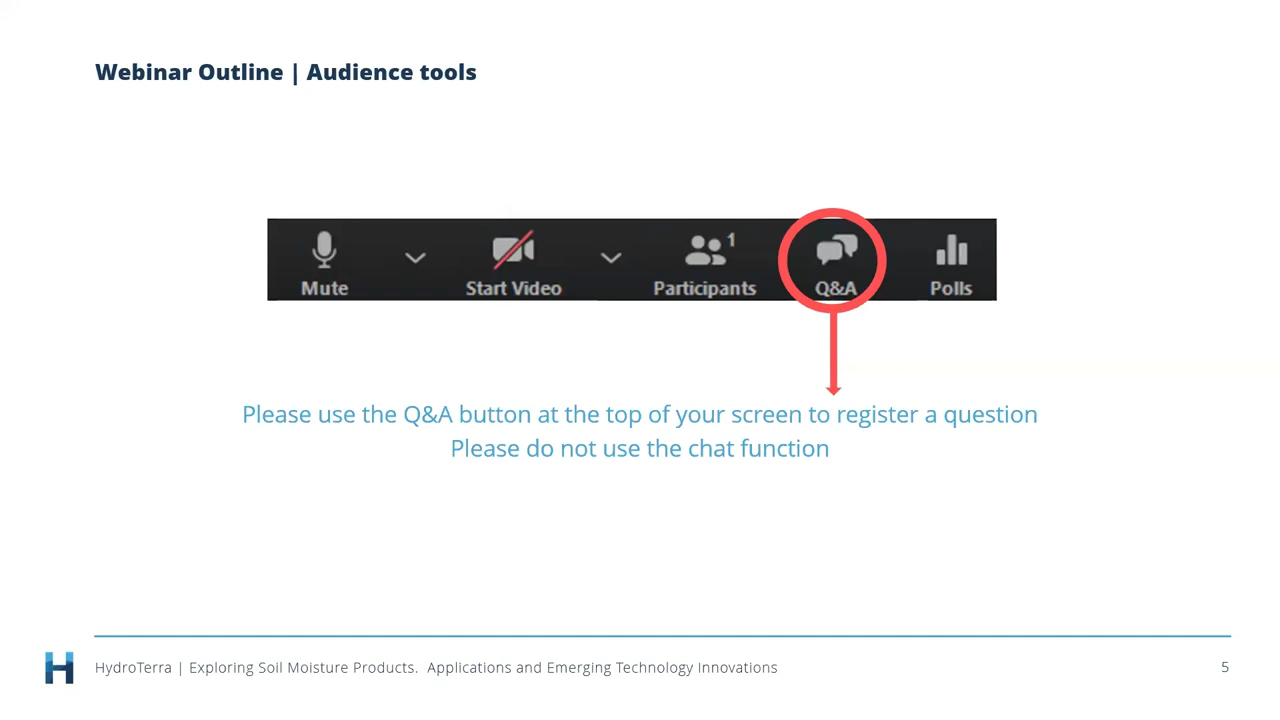 Webinar Outline | Audience tools
Mute
Start Video
Participants
1
Q&A
Polls
Please use the Q&A button at the top of your screen to register a question
Please do not use the chat function
HydroTerra | Exploring Soil Moisture Products.  Applications and Emerging Technology Innovations
5